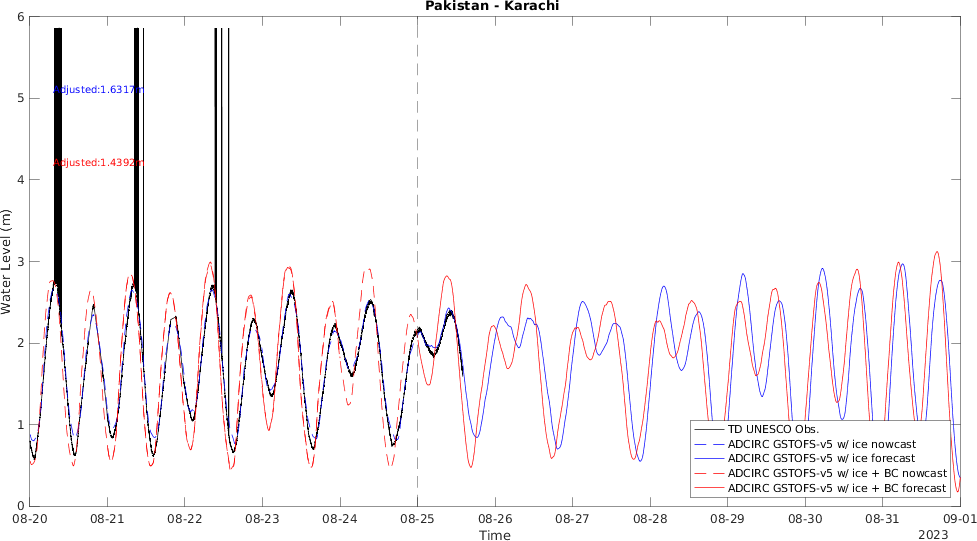 Pakistan - Karachi
6
5
4
3
2
1
0
Water Level (m)
Adjusted:1.6317m
Adjusted:1.4392m
TD UNESCO Obs.
ADCIRC GSTOFS-v5 w/ ice nowcast
ADCIRC GSTOFS-v5 w/ ice forecast
ADCIRC GSTOFS-v5 w/ ice + BC nowcast
ADCIRC GSTOFS-v5 w/ ice + BC forecast
08-20 08-21 08-22 08-23 08-24 08-25 08-26 08-27 08-28 08-29 08-30 08-31 09-01
Time
2023